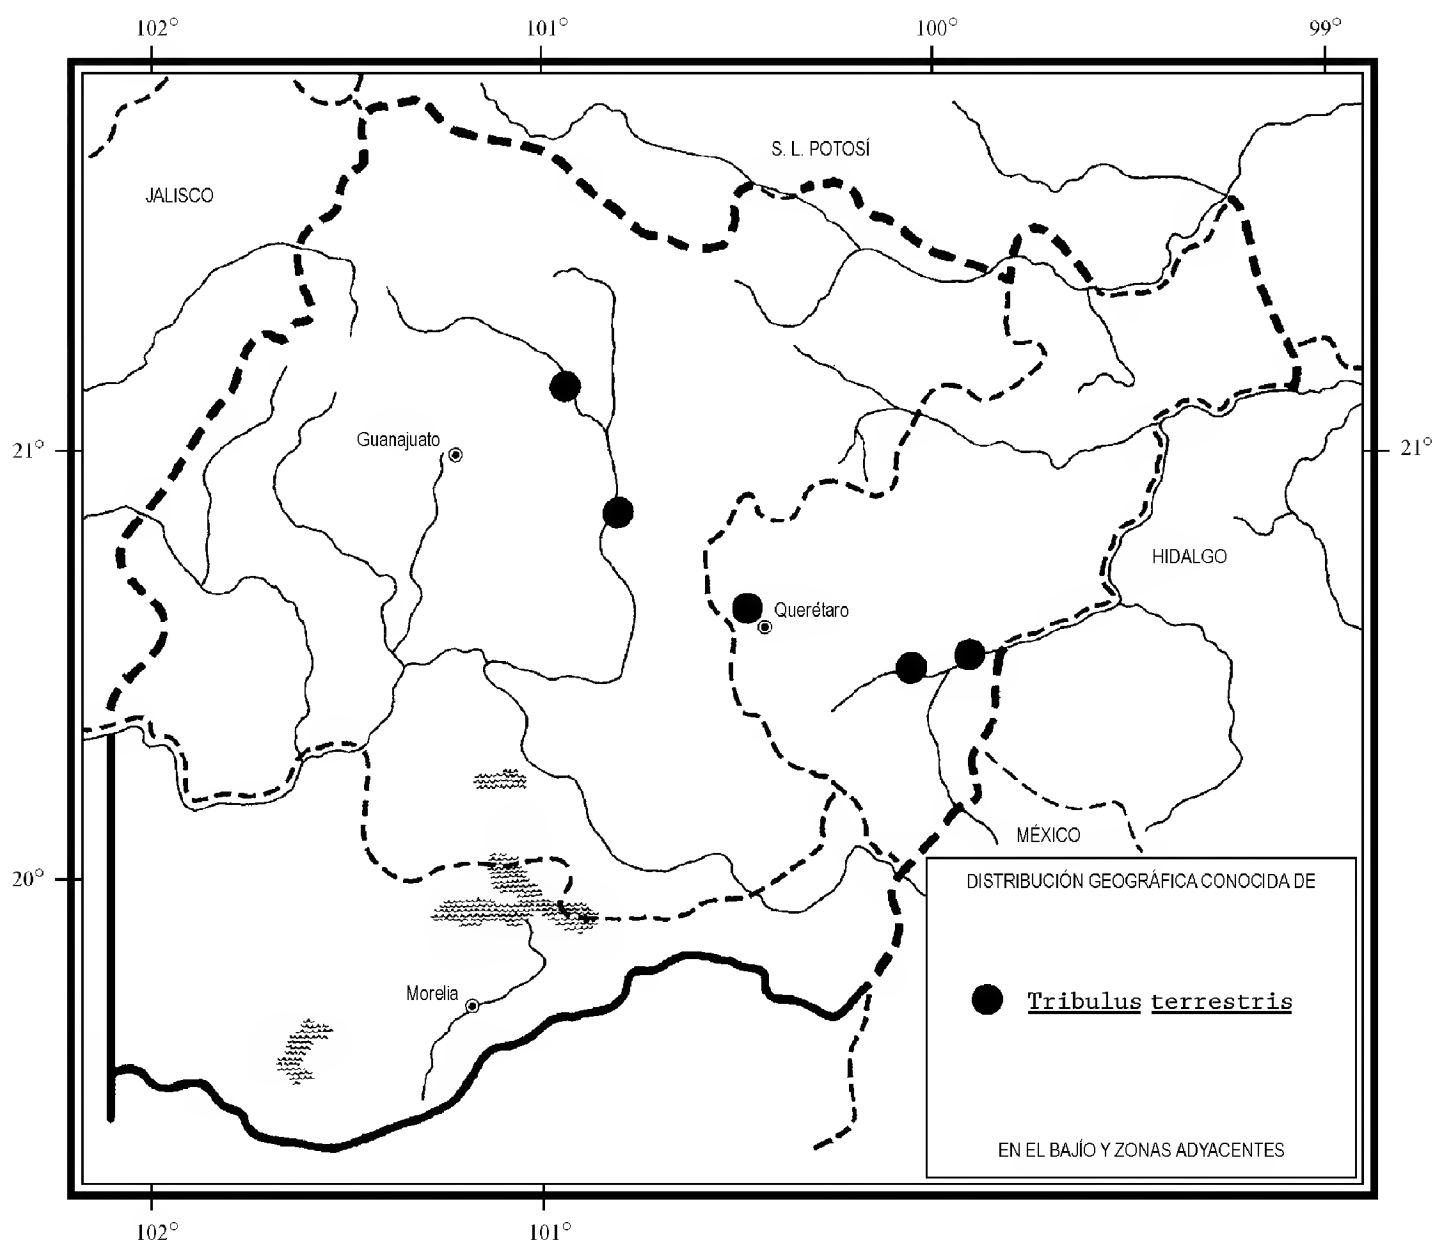 102° 101° 100° 99°
S. L. POTOSÍ
JALISCO
Guanajuato
21° 21°
HIDALGO
Querétaro
MÉXICO
20°
DISTRIBUCIÓN GEOGRÁFICA CONOCIDA DE
Morelia
Tribulus terrestris
EN EL BAJÍO Y ZONAS ADYACENTES
102° 101°